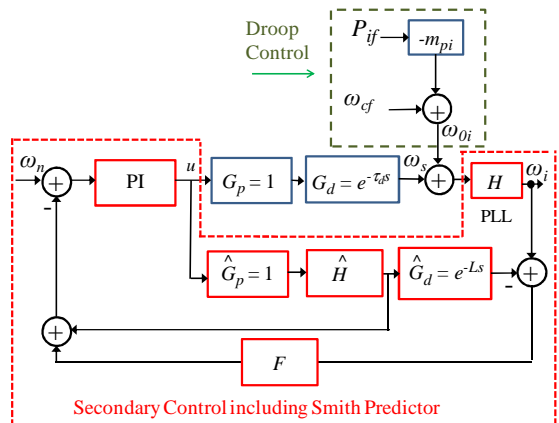 Droop
Control
P_if
-m_pi
ω_cf
ω_0i
ω_n
PI
u
G_p = 1
G_d = e^{-τ_d s}
ω_s
H
ω_i
PLL
-
Ĝ_p = 1
Ĥ
Ĝ_d = e^{-Ls}
-
F
Secondary Control including Smith Predictor